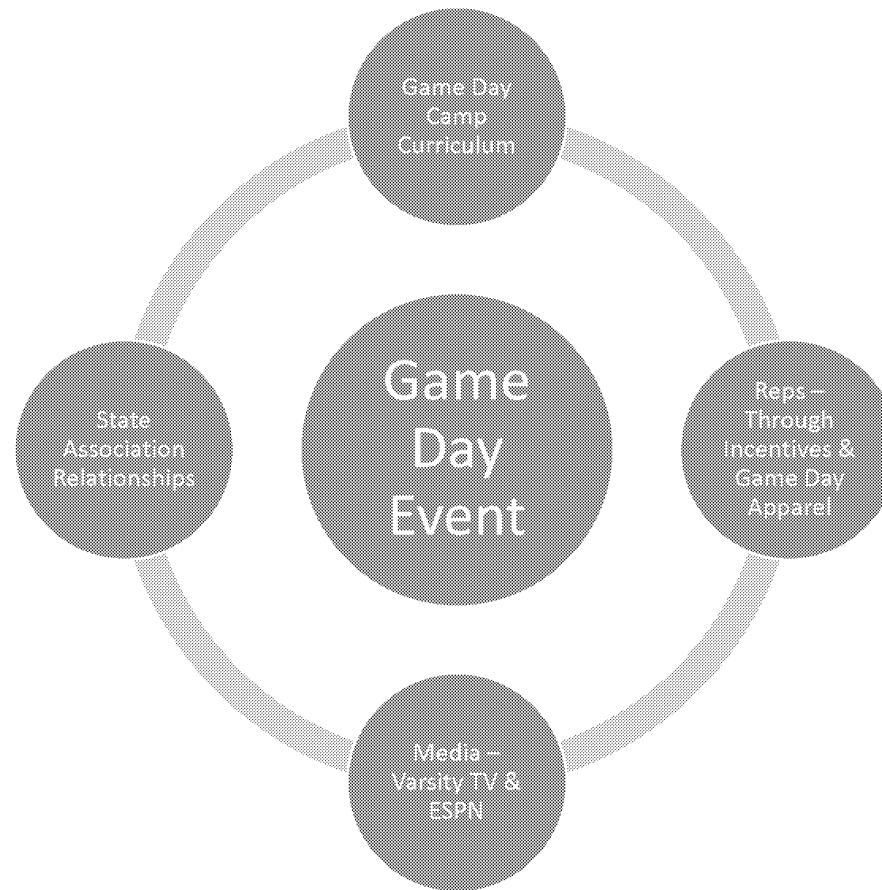 Game Day
Camp
Curriculum
State
Association
Relationships
Game
Day
Event
Reps –
Through
Incentives &
Game Day
Apparel
Media –
Varsity TV &
ESPN